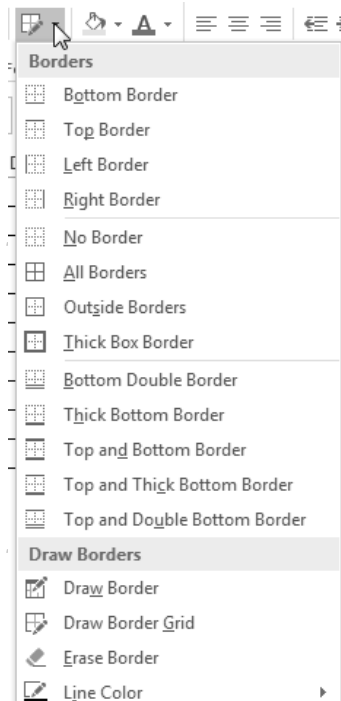 A
Borders
Bottom Border
Top Border
Left Border
Right Border
No Border
All Borders
Outside Borders
Thick Box Border
Bottom Double Border
Thick Bottom Border
Top and Bottom Border
Top and Thick Bottom Border
Top and Double Bottom Border
Draw Borders
Draw Border
Draw Border Grid
Erase Border
Line Color